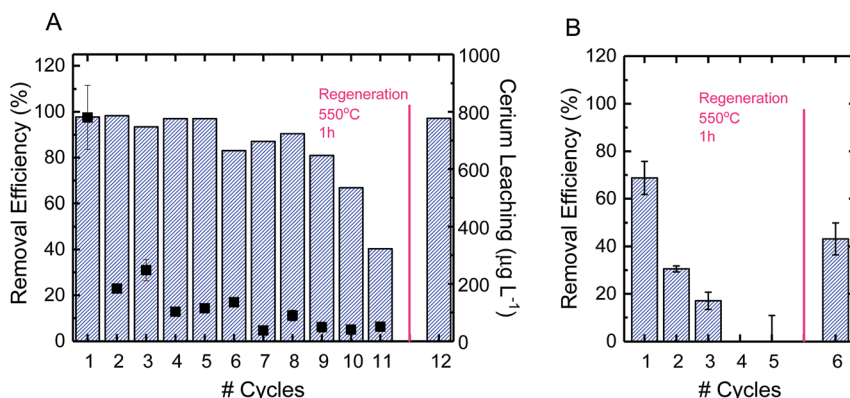 A
Removal Efficiency (%)
120
100
80
60
40
20
0
Regeneration
550ºC
1h
1000
800
600
400
200
0
Cerium Leaching (µg L-1)
1 2 3 4 5 6 7 8 9 10 11 12
# Cycles
B
Removal Efficiency (%)
120
100
80
60
40
20
0
Regeneration
550ºC
1h
1 2 3 4 5 6
# Cycles